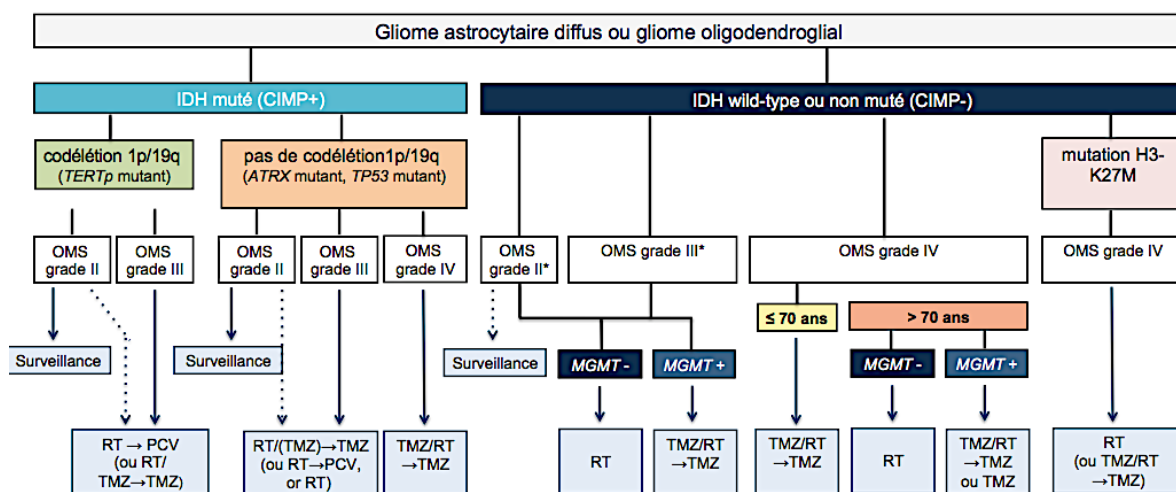 Gliome astrocytaire diffus ou gliome oligodendroglial
IDH muté (CIMP+)
IDH wild-type ou non muté (CIMP-)
codélétion 1p/19q
(TERTp mutant)
pas de codélétion1p/19q
(ATRX mutant, TP53 mutant)
mutation H3-
K27M
OMS
grade II
OMS
grade III
OMS
grade II
OMS
grade III
OMS
grade IV
OMS
grade II*
OMS grade III*
OMS grade IV
OMS grade IV
≤ 70 ans
> 70 ans
Surveillance
Surveillance
Surveillance
MGMT -
MGMT +
MGMT -
MGMT +
RT → PCV
(ou RT/
TMZ→TMZ)
RT/(TMZ)→TMZ
(ou RT→PCV,
or RT)
TMZ/RT
→TMZ
RT
TMZ/RT
→TMZ
TMZ/RT
→TMZ
RT
TMZ/RT
→TMZ
ou TMZ
RT
(ou TMZ/RT
→TMZ)